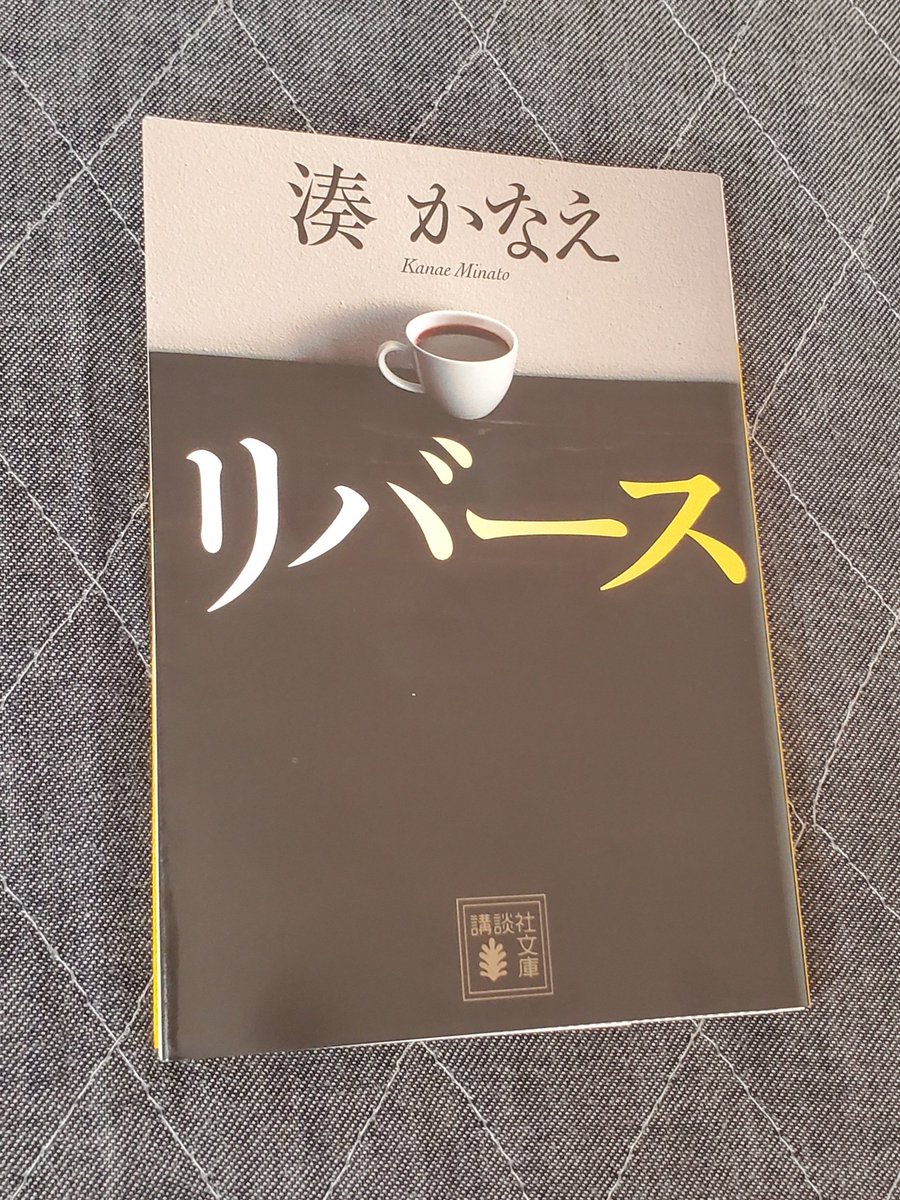 湊 かなえ
Kanae Minato
リバース
講談社
文庫